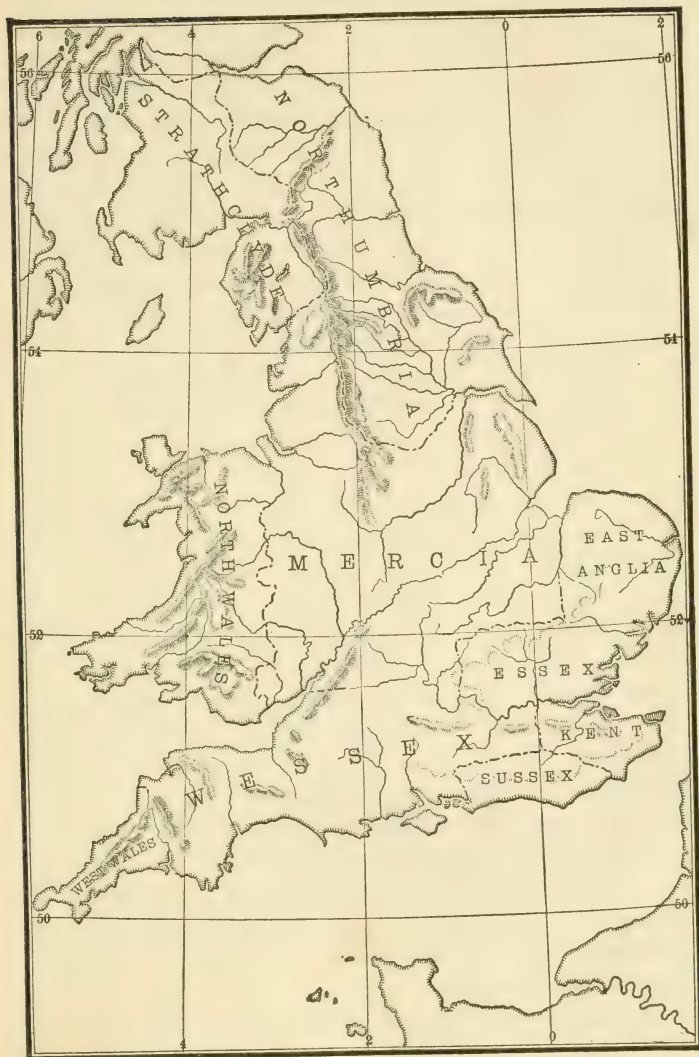 6
4
2
0
2
56
56
STRATHCLYDE
NORTHUMBRIA
54
54
NORTH WALES
MERCIA
EAST
ANGLIA
52
52
ESSEX
WESSEX
KENT
SUSSEX
WEST WALES
50
50
4
2
0